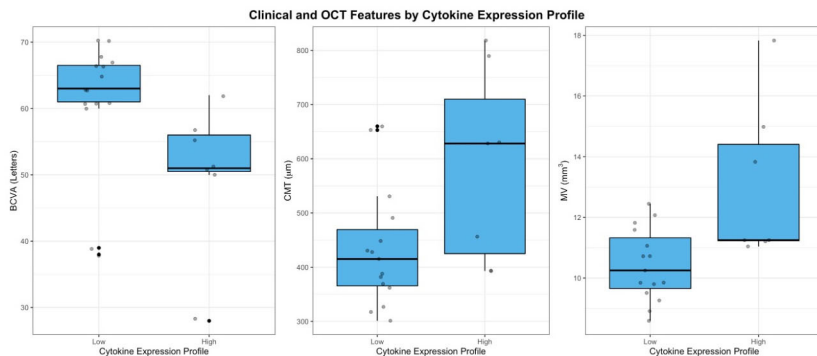 Clinical and OCT Features by Cytokine Expression Profile
BCVA (Letters)
70
60
50
40
30
Low
High
Cytokine Expression Profile
CMT (μm)
800
700
600
500
400
300
Low
High
Cytokine Expression Profile
MV (mm³)
18
16
14
12
10
Low
High
Cytokine Expression Profile